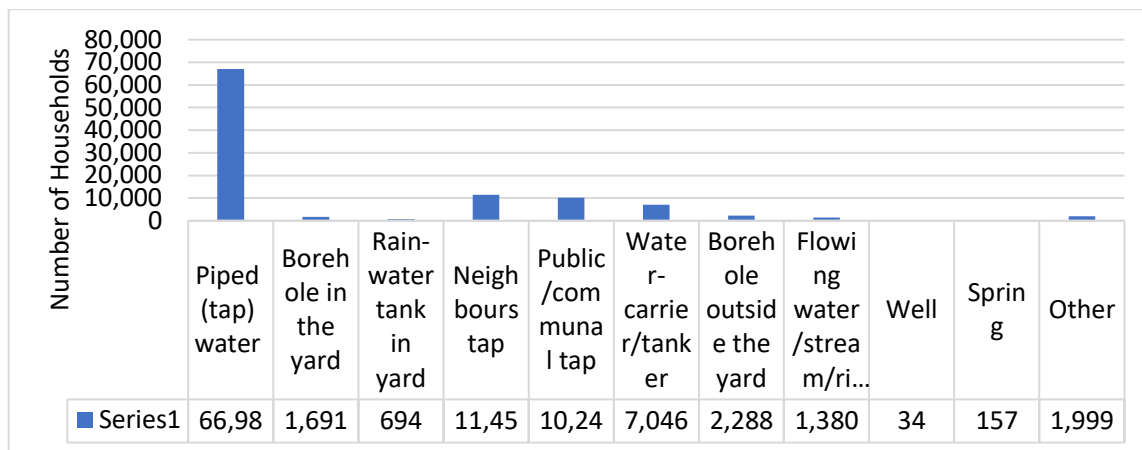 Number of Households
80,000
70,000
60,000
50,000
40,000
30,000
20,000
10,000
0
Piped
(tap)
water
Boreh
ole in
the
yard
Rain-
water
tank
in
yard
Neigh
bours
tap
Public
/com
muna
l tap
Wate
r-
carrie
r/tank
er
Boreh
ole
outsid
e the
yard
Flowi
ng
water
/strea
m/ri...
Well
Sprin
g
Other
Series1 66,98 1,691 694 11,45 10,24 7,046 2,288 1,380 34 157 1,999